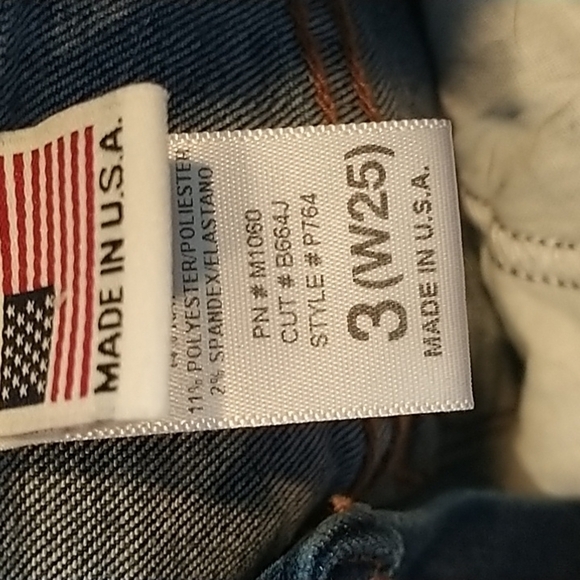 MADE IN U.S.A.
11% POLYESTER/POLIESTER
2% SPANDEX/ELASTANO
PN # M1060
CUT # B664J
STYLE # P764
3 (W25)
MADE IN U.S.A.